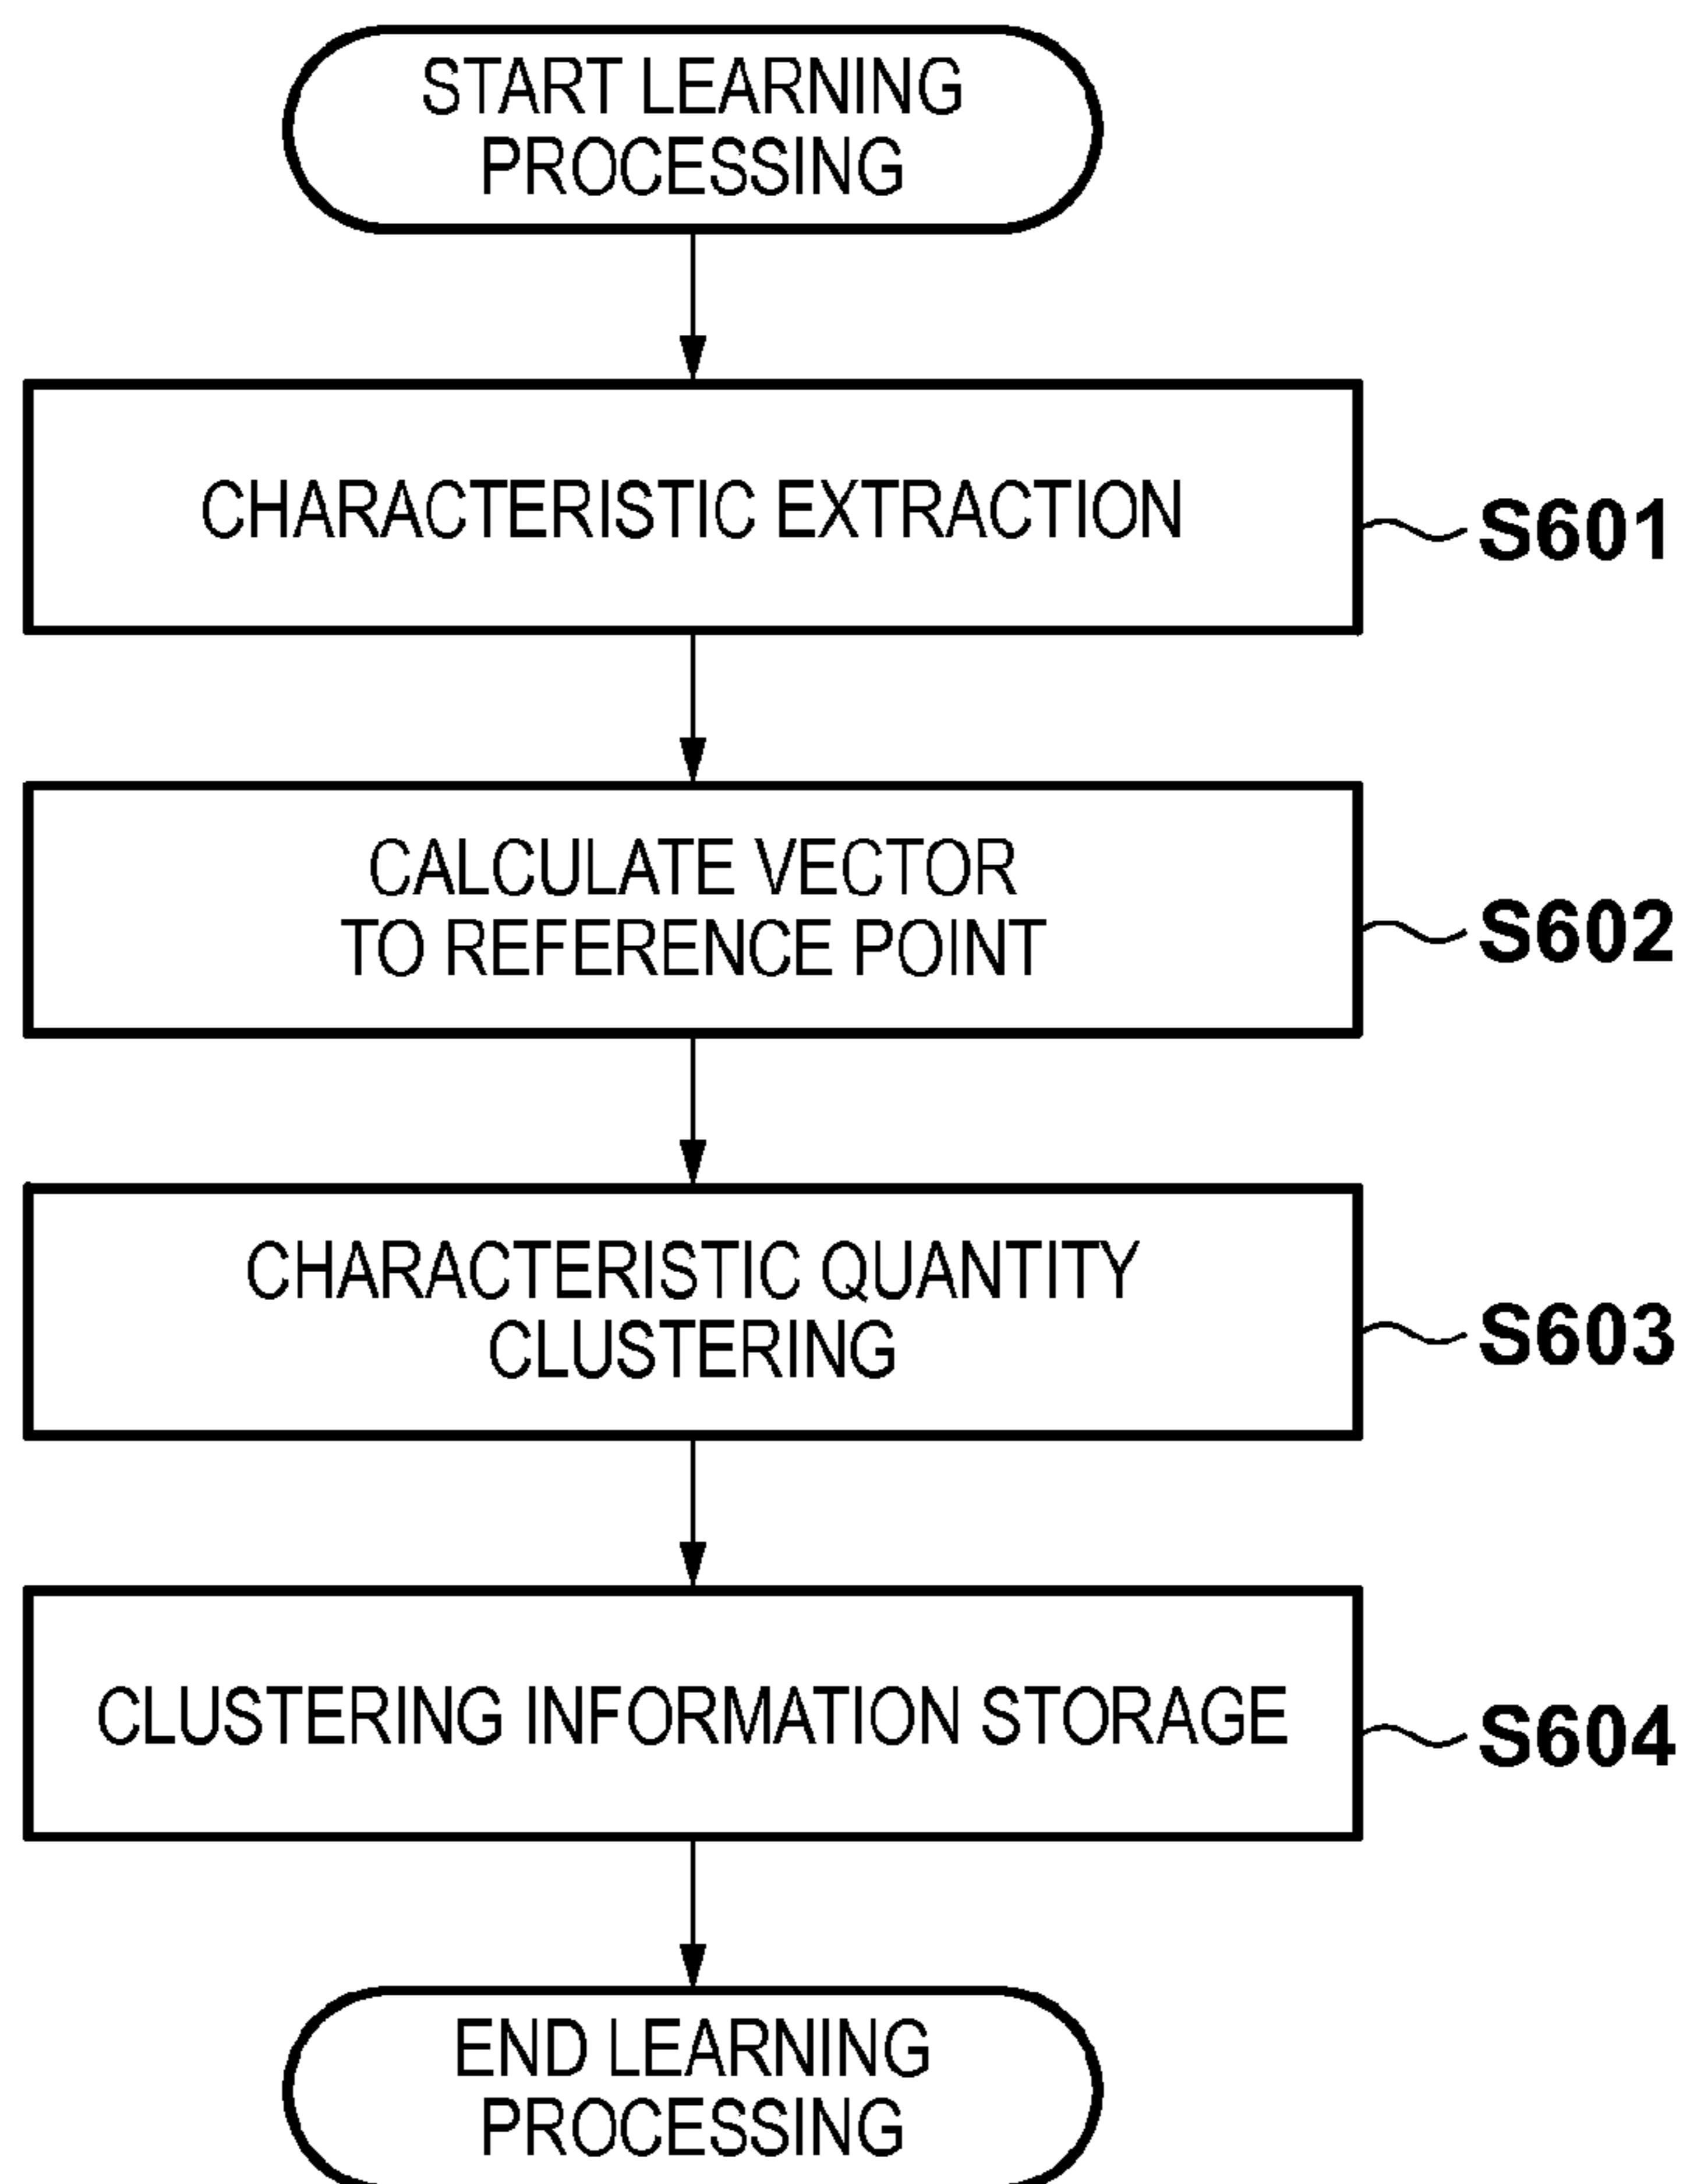 START LEARNING
PROCESSING
CHARACTERISTIC EXTRACTION
S601
CALCULATE VECTOR
TO REFERENCE POINT
S602
CHARACTERISTIC QUANTITY
CLUSTERING
S603
CLUSTERING INFORMATION STORAGE
S604
END LEARNING
PROCESSING